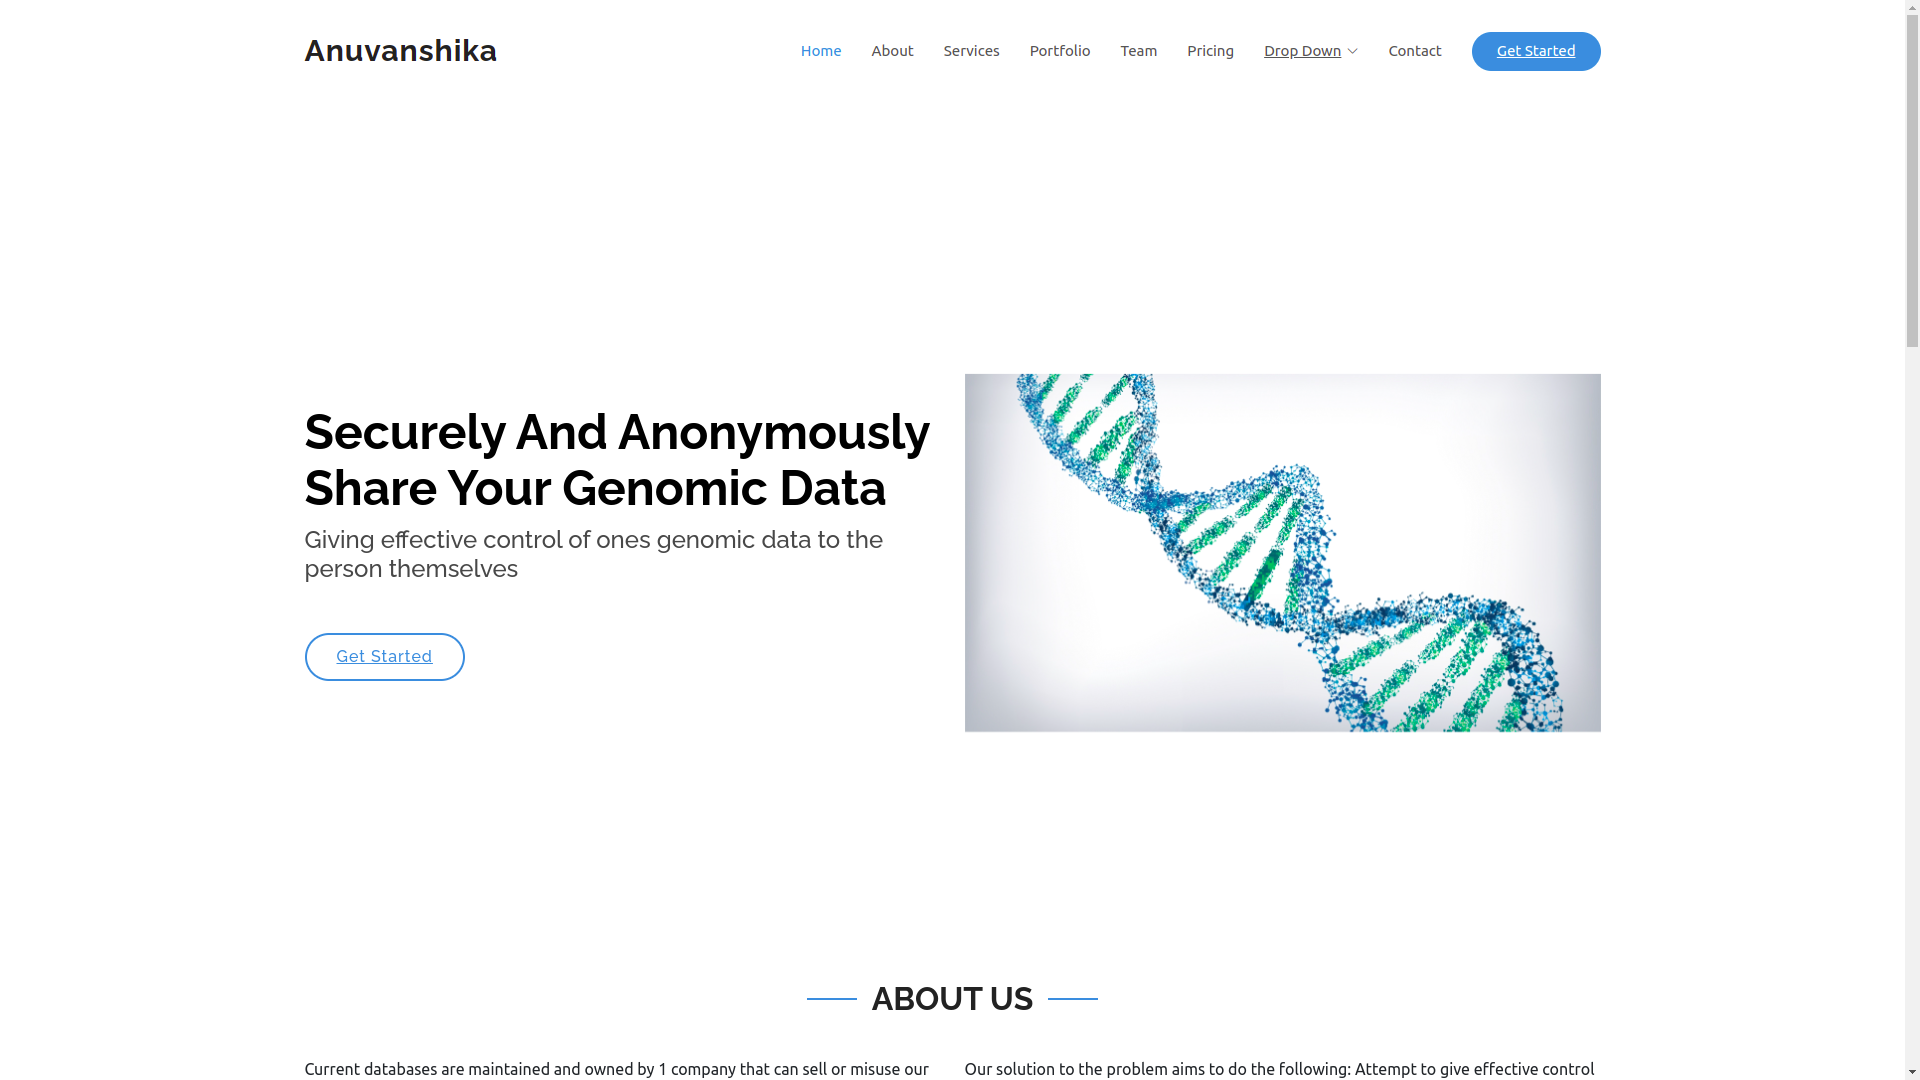 Anuvanshika
Home About Services Portfolio Team Pricing Drop Down Contact Get Started
Securely And Anonymously
Share Your Genomic Data
Giving effective control of ones genomic data to the
person themselves
Get Started
ABOUT US
Current databases are maintained and owned by 1 company that can sell or misuse our
Our solution to the problem aims to do the following: Attempt to give effective control